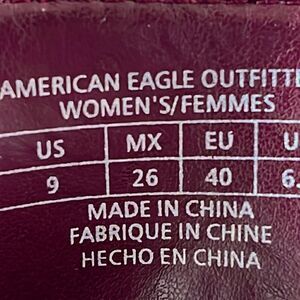 AMERICAN EAGLE OUTFITTE
WOMEN'S/FEMMES
US MX EU U
9 26 40 6.
MADE IN CHINA
FABRIQUE IN CHINE
HECHO EN CHINA